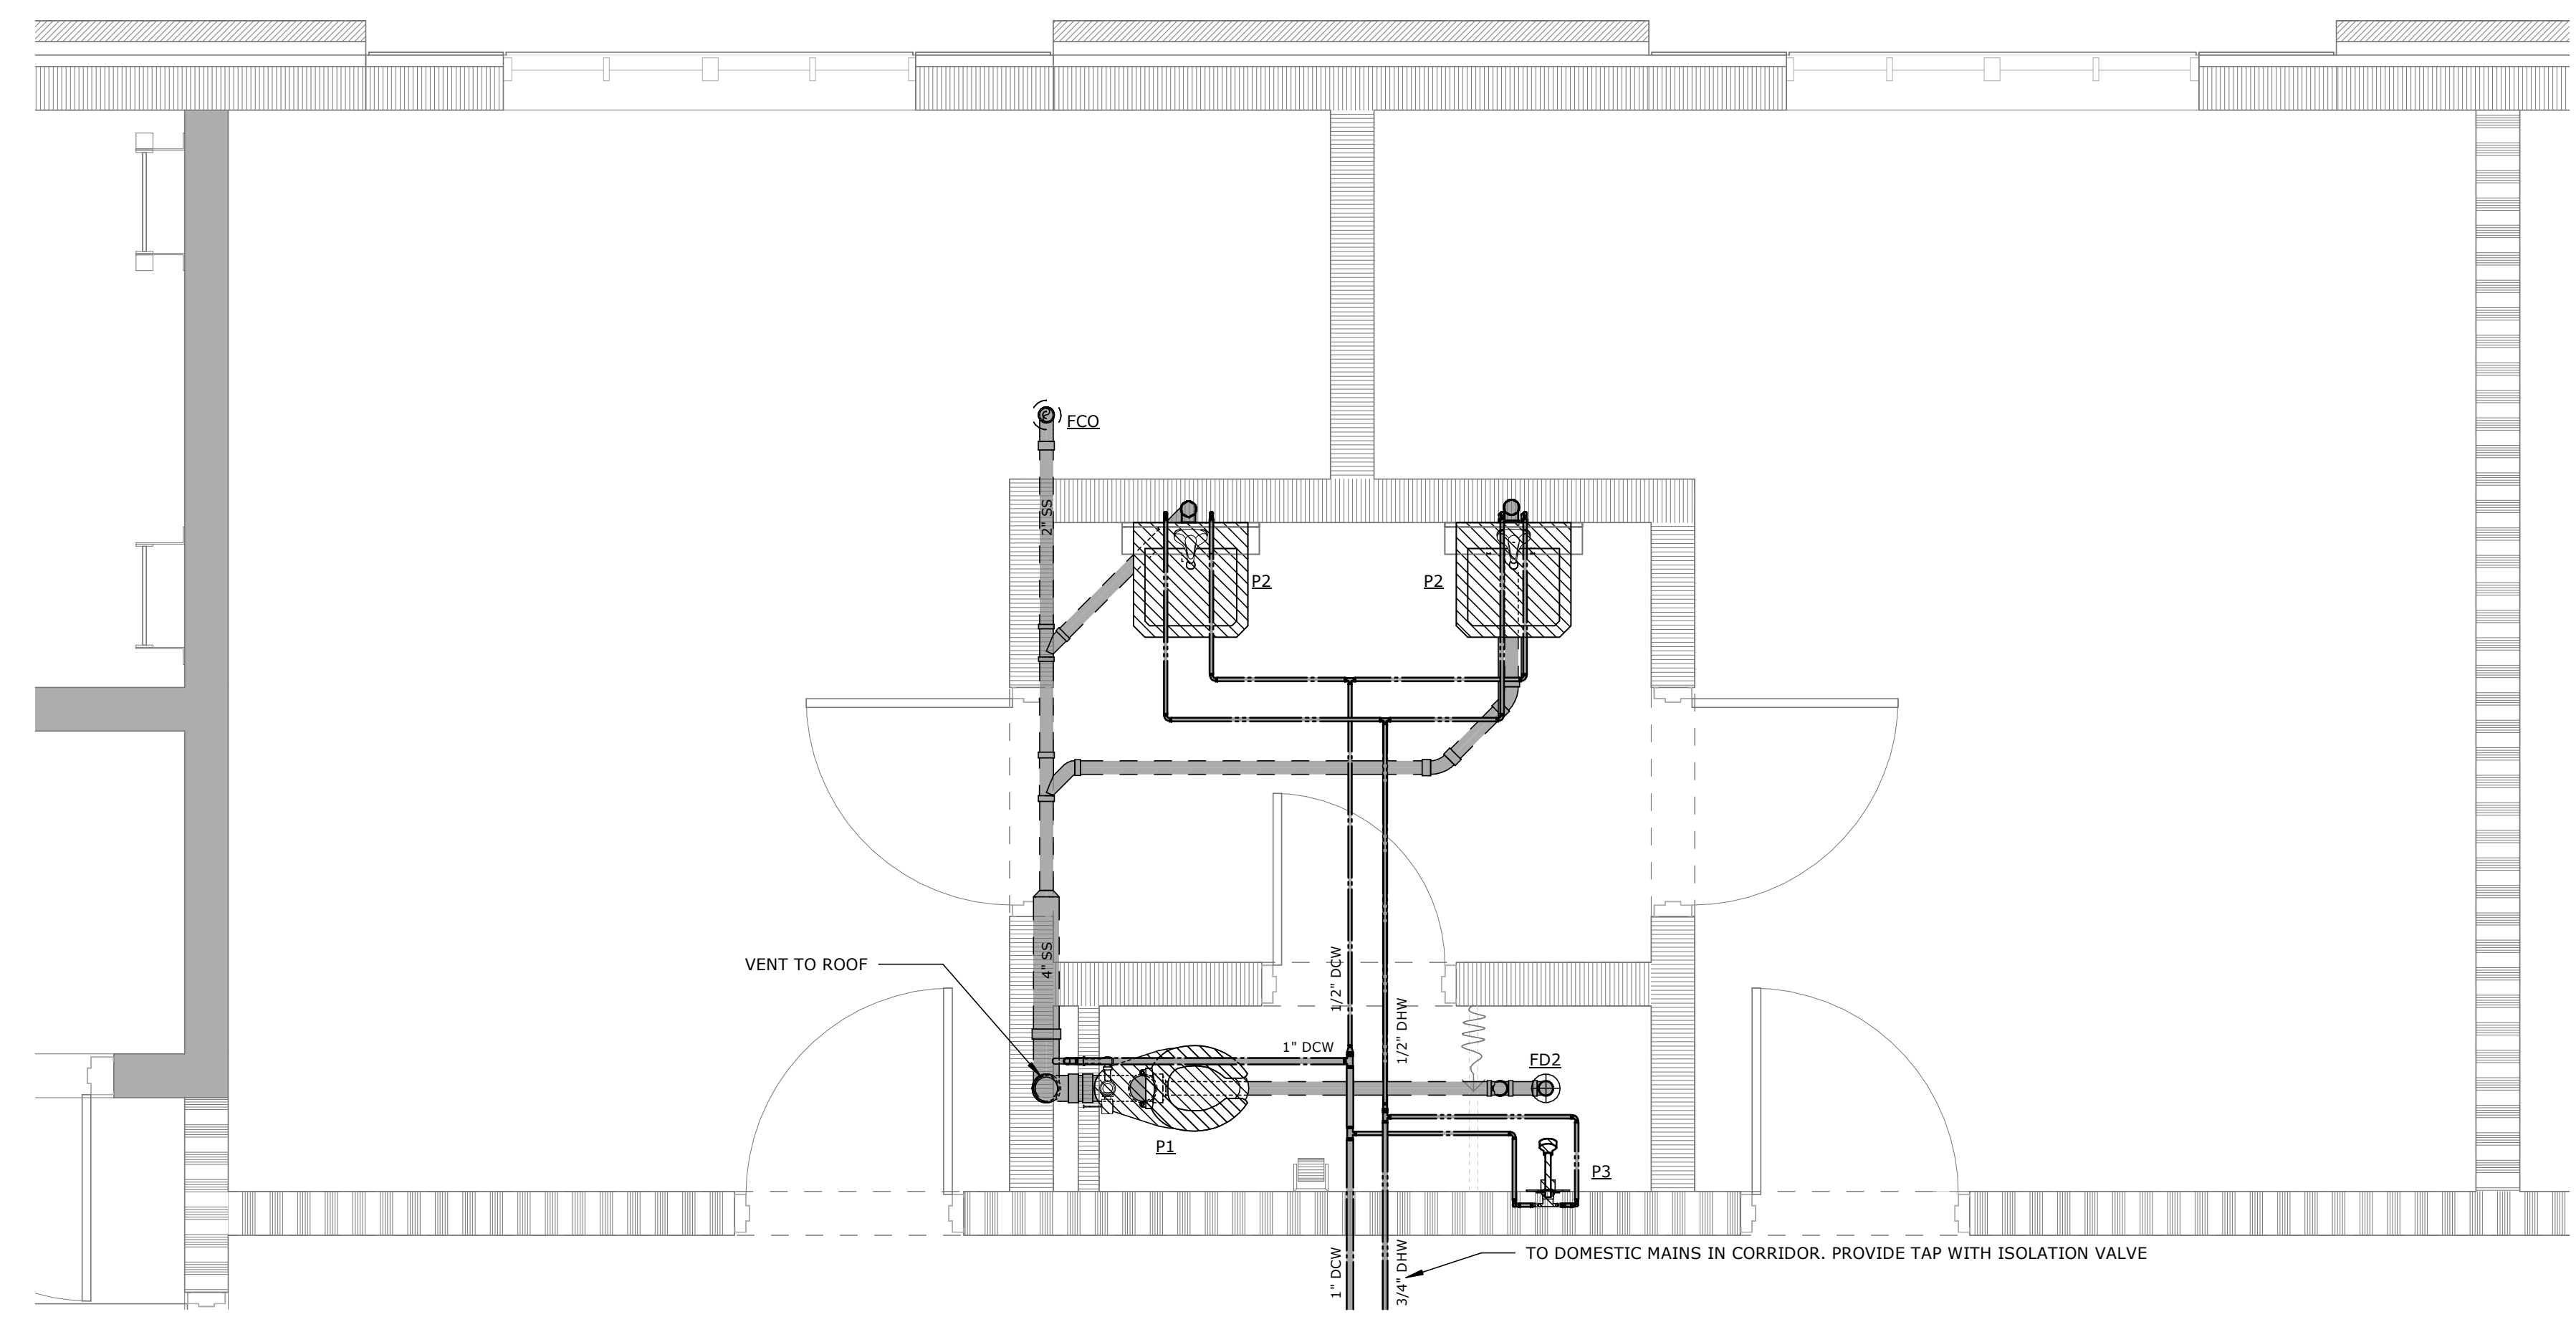 FCO
2" SS
P2
P2
4" SS
VENT TO ROOF
1/2" DCW
1/2" DHW
1" DCW
FD2
P1
P3
1" DCW
3/4" DHW
TO DOMESTIC MAINS IN CORRIDOR. PROVIDE TAP WITH ISOLATION VALVE